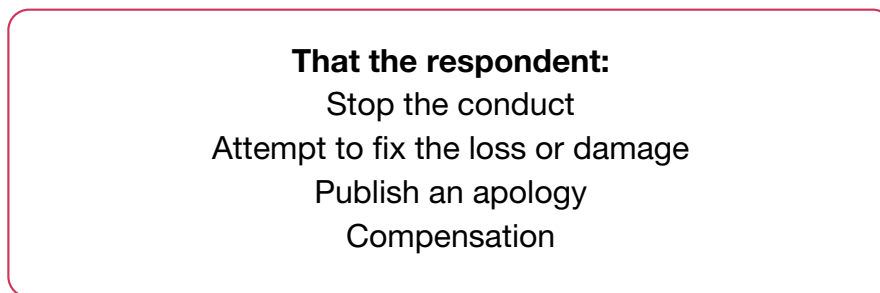 That the respondent:
Stop the conduct
Attempt to fix the loss or damage
Publish an apology
Compensation